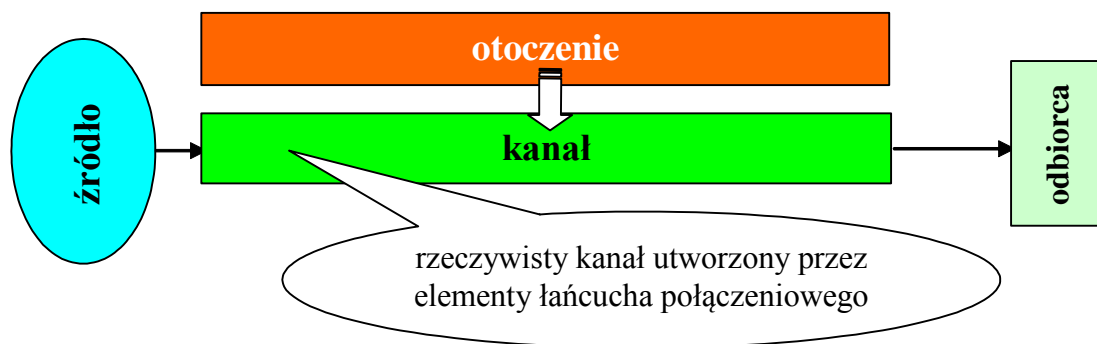 otoczenie
źródło
kanał
odbiorca
rzeczywisty kanał utworzony przez
elementy łańcucha połączeniowego